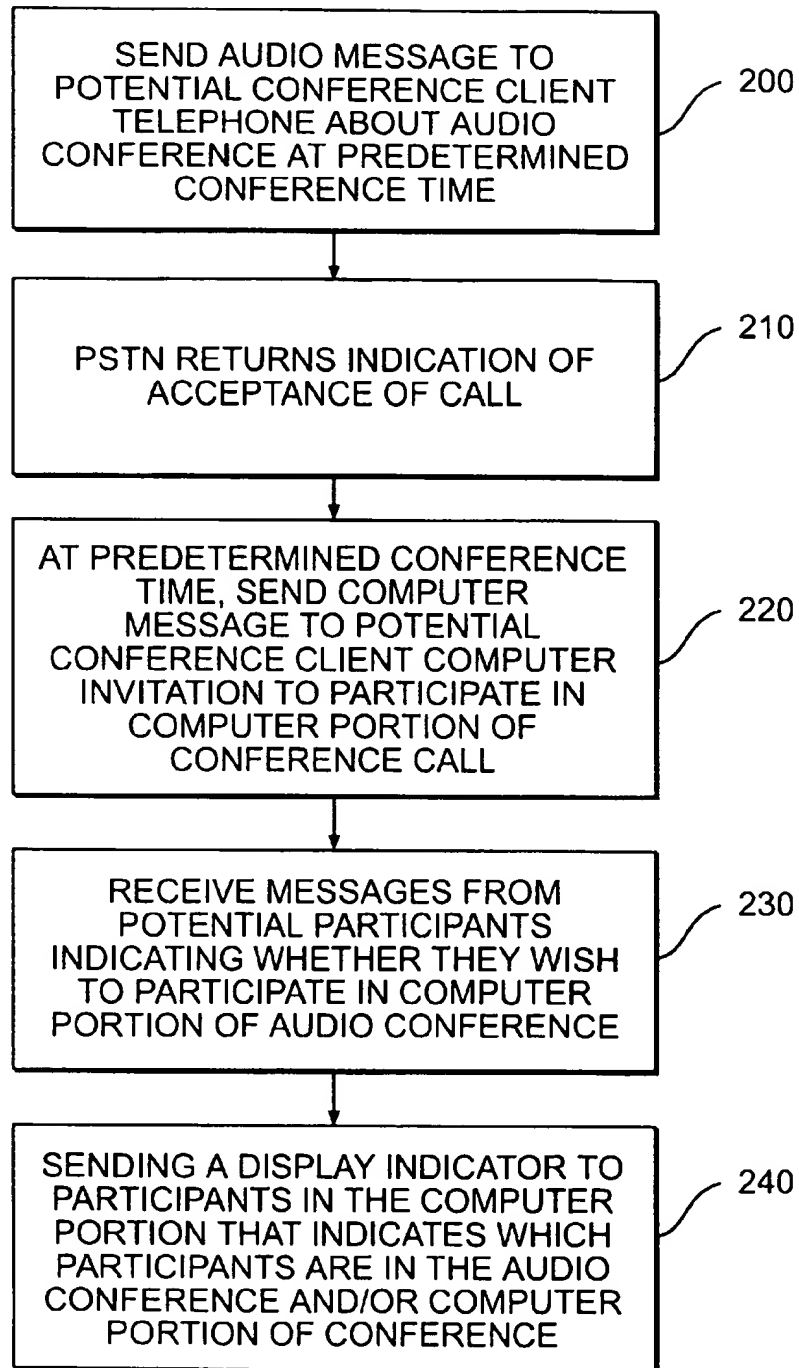 SEND AUDIO MESSAGE TO
POTENTIAL CONFERENCE CLIENT
TELEPHONE ABOUT AUDIO
CONFERENCE AT PREDETERMINED
CONFERENCE TIME
200
PSTN RETURNS INDICATION OF
ACCEPTANCE OF CALL
210
AT PREDETERMINED CONFERENCE
TIME, SEND COMPUTER
MESSAGE TO POTENTIAL
CONFERENCE CLIENT COMPUTER
INVITATION TO PARTICIPATE IN
COMPUTER PORTION OF
CONFERENCE CALL
220
RECEIVE MESSAGES FROM
POTENTIAL PARTICIPANTS
INDICATING WHETHER THEY WISH
TO PARTICIPATE IN COMPUTER
PORTION OF AUDIO CONFERENCE
230
SENDING A DISPLAY INDICATOR TO
PARTICIPANTS IN THE COMPUTER
PORTION THAT INDICATES WHICH
PARTICIPANTS ARE IN THE AUDIO
CONFERENCE AND/OR COMPUTER
PORTION OF CONFERENCE
240